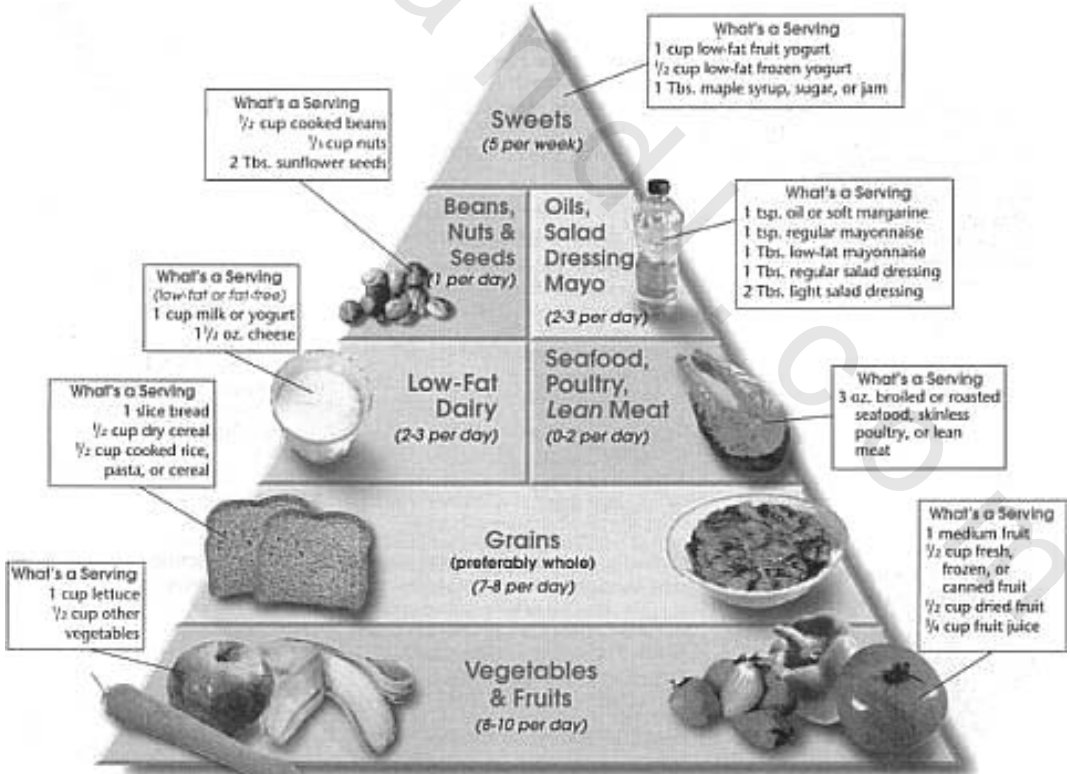 What's a Serving
1 cup low-fat fruit yogurt
1/2 cup low-fat frozen yogurt
1 Tbs. maple syrup, sugar, or jam
Sweets
(5 per week)
What's a Serving
1/2 cup cooked beans
1/3 cup nuts
2 Tbs. sunflower seeds
Beans,
Nuts &
Seeds
(1 per day)
Oils,
Salad
Dressing,
Mayo
(2-3 per day)
What's a Serving
1 tsp. oil or soft margarine
1 tsp. regular mayonnaise
1 Tbs. low-fat mayonnaise
1 Tbs. regular salad dressing
2 Tbs. light salad dressing
What's a Serving
(low-fat or fat-free)
1 cup milk or yogurt
1 1/2 oz. cheese
Low-Fat
Dairy
(2-3 per day)
Seafood,
Poultry,
Lean Meat
(0-2 per day)
What's a Serving
3 oz. broiled or roasted
seafood, skinless
poultry, or lean
meat
What's a Serving
1 slice bread
1/2 cup dry cereal
1/2 cup cooked rice,
pasta, or cereal
Grains
(preferably whole)
(7-8 per day)
What's a Serving
1 medium fruit
1/2 cup fresh,
frozen, or
canned fruit
1/2 cup dried fruit
3/4 cup fruit juice
What's a Serving
1 cup lettuce
1/2 cup other
vegetables
Vegetables
& Fruits
(8-10 per day)